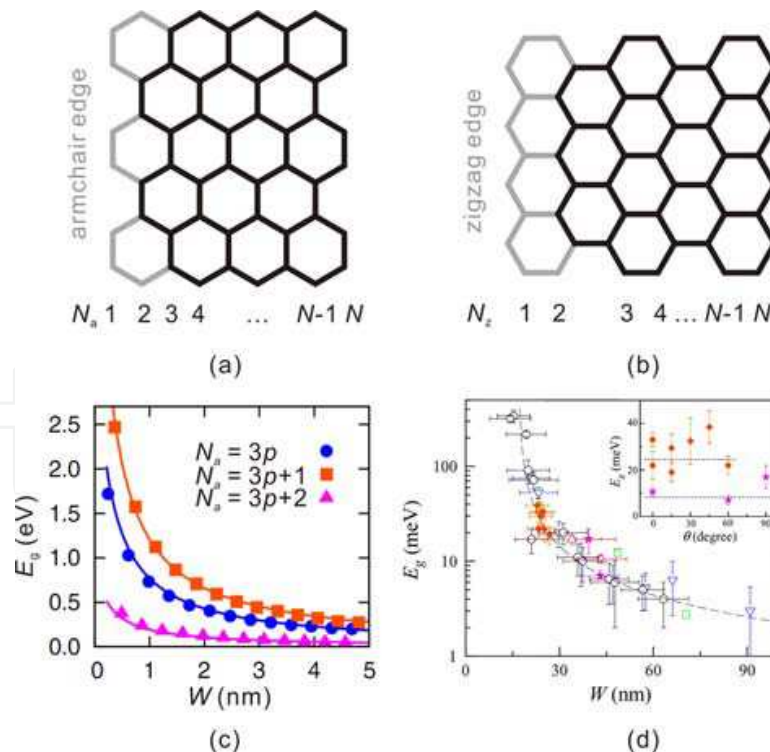 armchair edge
Nₐ 1 2 3 4 ... N-1 N
(a)
zigzag edge
N_z 1 2 3 4 ... N-1 N
(b)
2.5
2.0
1.5
1.0
0.5
0.0
E_g (eV)
Nₐ = 3p
Nₐ = 3p+1
Nₐ = 3p+2
0 1 2 3 4 5
W (nm)
(c)
100
10
1
E_g (meV)
40
20
0
E_g (meV)
0 30 60 90
θ (degree)
0 30 60 90
W (nm)
(d)